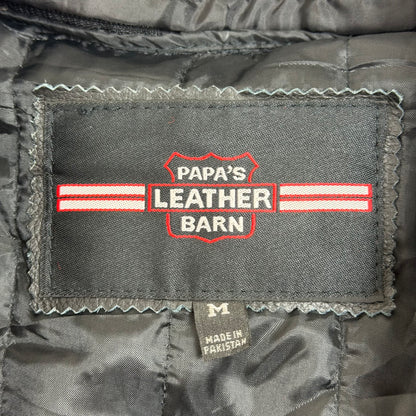 PAPA'S
LEATHER
BARN
M
MADE IN
PAKISTAN